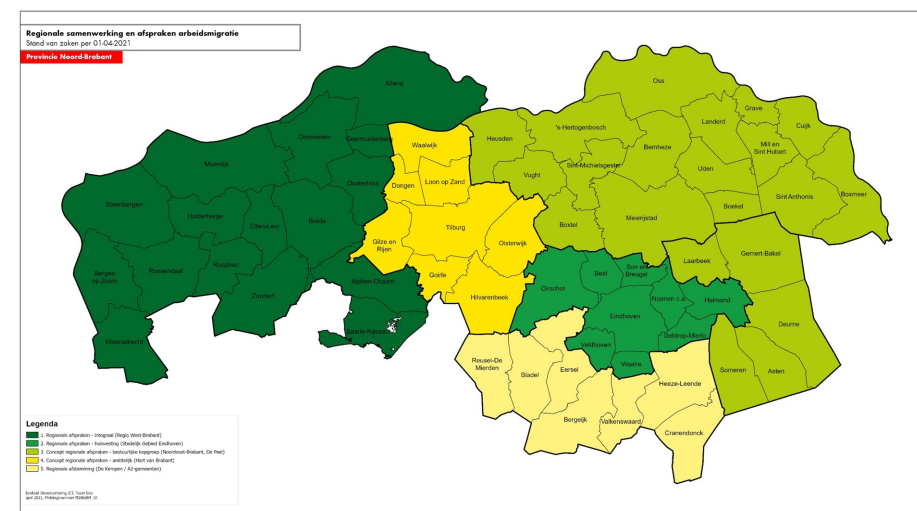 Regionale samenwerking en afspraken arbeidsmigratie
Stand van zaken per 01-04-2021
Provincie Noord-Brabant
Altena
Oss
Grave
Cuijk
Landerd
's-Hertogenbosch
Heusden
Drimmelen
Geertruidenberg
Waalwijk
Bernheze
Mill en
Sint Hubert
Moerdijk
Sint-Michielsgestel
Uden
Vught
Oosterhout
Dongen
Loon op Zand
Boxmeer
Sint Anthonis
Steenbergen
Halderberge
Etten-Leur
Breda
Boekel
Meierijstad
Boxtel
Tilburg
Gilze en
Rijen
Oisterwijk
Gemert-Bakel
Laarbeek
Bergen
op Zoom
Roosendaal
Rucphen
Goirle
Alphen-Chaam
Best
Son en
Breugel
Oirschot
Zundert
Hilvarenbeek
Nuenen c.a.
Helmond
Eindhoven
Deurne
Woensdrecht
Baarle-Nassau
Veldhoven
Geldrop-Mierlo
Reusel-De
Mierden
Waalre
Eersel
Bladel
Someren
Asten
Heeze-Leende
Bergeijk
Valkenswaard
Cranendonck
Legenda
1. Regionale afspraken - integraal (Regio West-Brabant)
2. Regionale afspraken - huisvesting (Stedelijk Gebied Eindhoven)
3. Concept regionale afspraken - bestuurlijke kopgroep (Noordoost-Brabant, De Peel)
4. Concept regionale afspraken - ambtelijk (Hart van Brabant)
5. Regionale afstemming (De Kempen / A2-gemeenten)